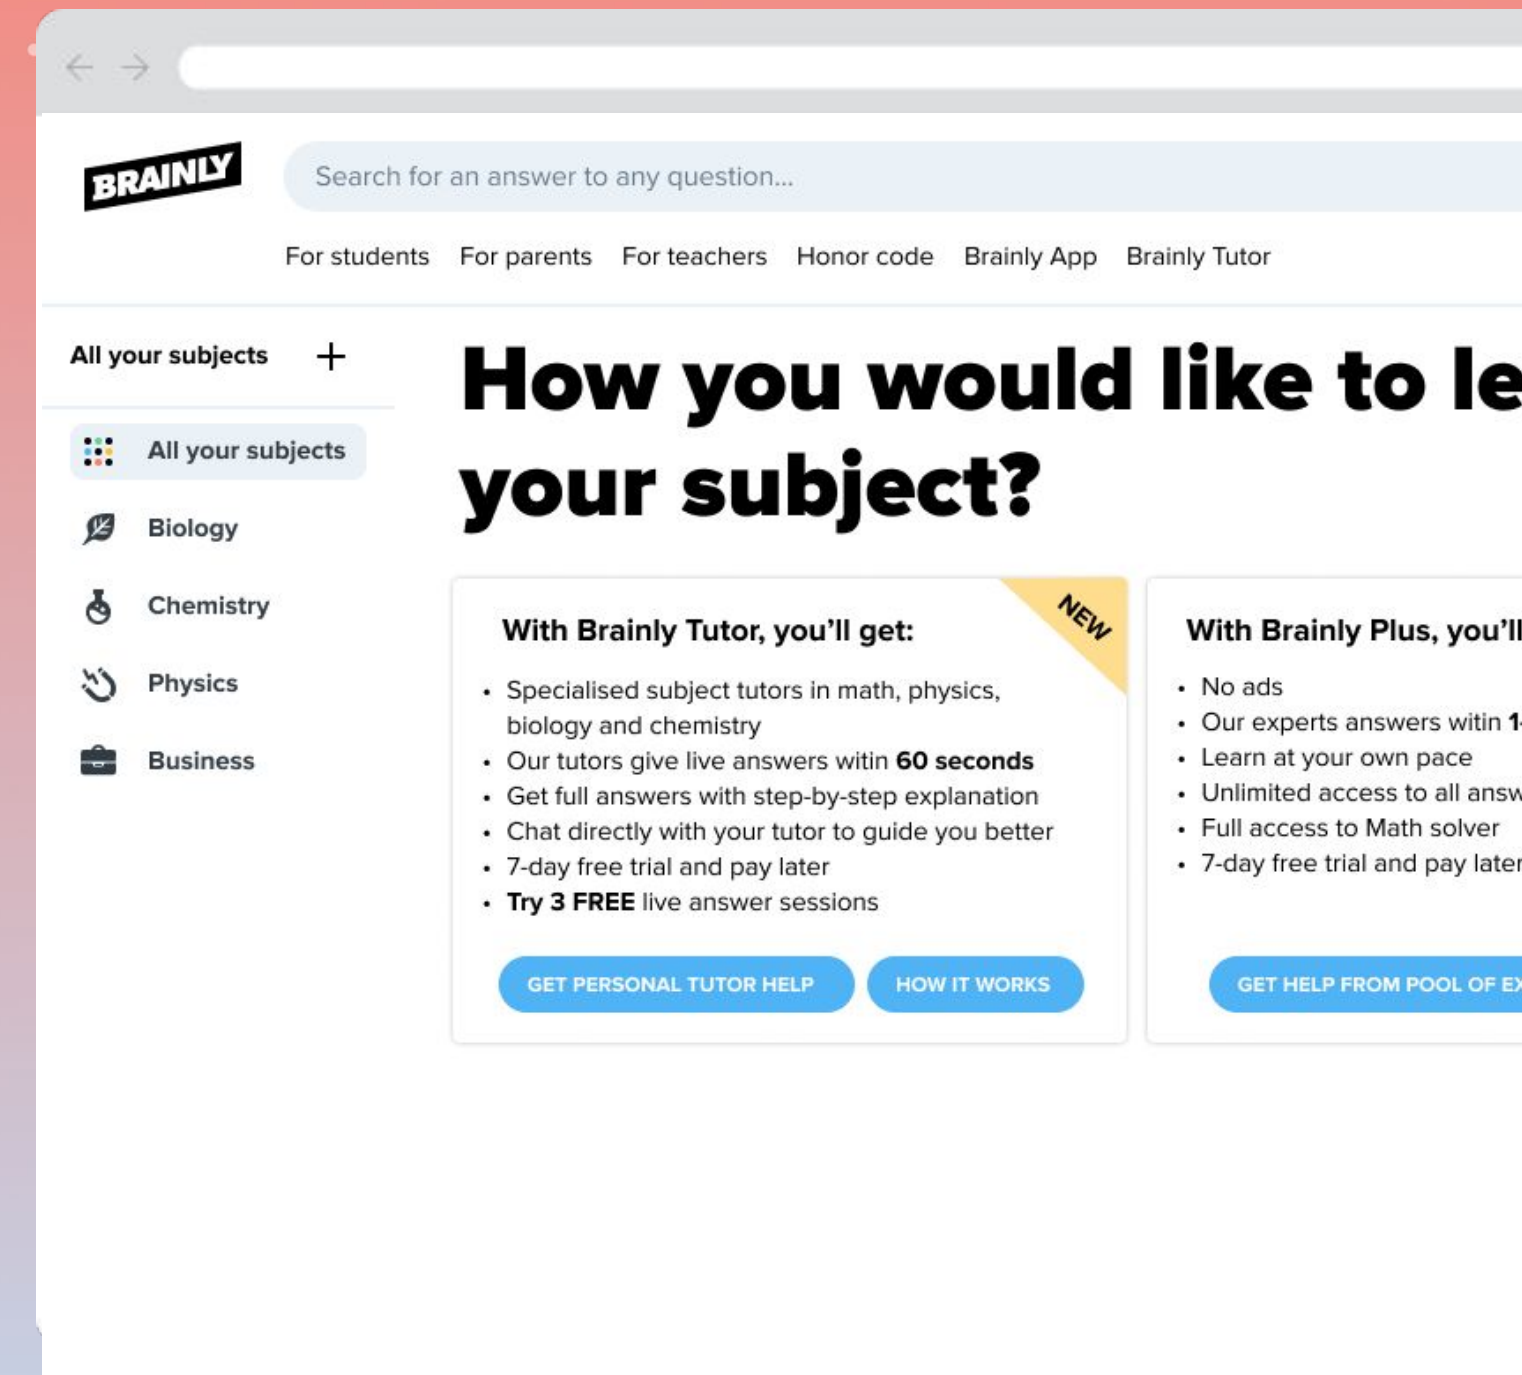 BRAINLY
Search for an answer to any question...
For students For parents For teachers Honor code Brainly App Brainly Tutor
All your subjects +
All your subjects
Biology
Chemistry
Physics
Business
How you would like to le
your subject?
NEW
With Brainly Tutor, you'll get:
• Specialised subject tutors in math, physics,
biology and chemistry
• Our tutors give live answers witin 60 seconds
• Get full answers with step-by-step explanation
• Chat directly with your tutor to guide you better
• 7-day free trial and pay later
• Try 3 FREE live answer sessions
GET PERSONAL TUTOR HELP
HOW IT WORKS
With Brainly Plus, you'll
• No ads
• Our experts answers witin 1
• Learn at your own pace
• Unlimited access to all answ
• Full access to Math solver
• 7-day free trial and pay later
GET HELP FROM POOL OF EX